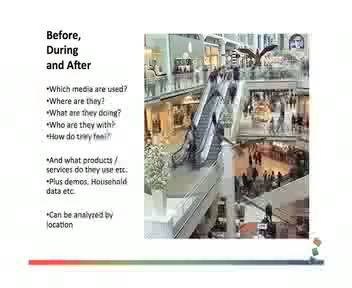 Before,
During
and After
•Which media are used?
•Where are they?
•What are they doing?
•Who are they with?
•How do they feel?
•And what products /
services do they use etc.
•Plus demos, Household
data etc.
•Can be analyzed by
location